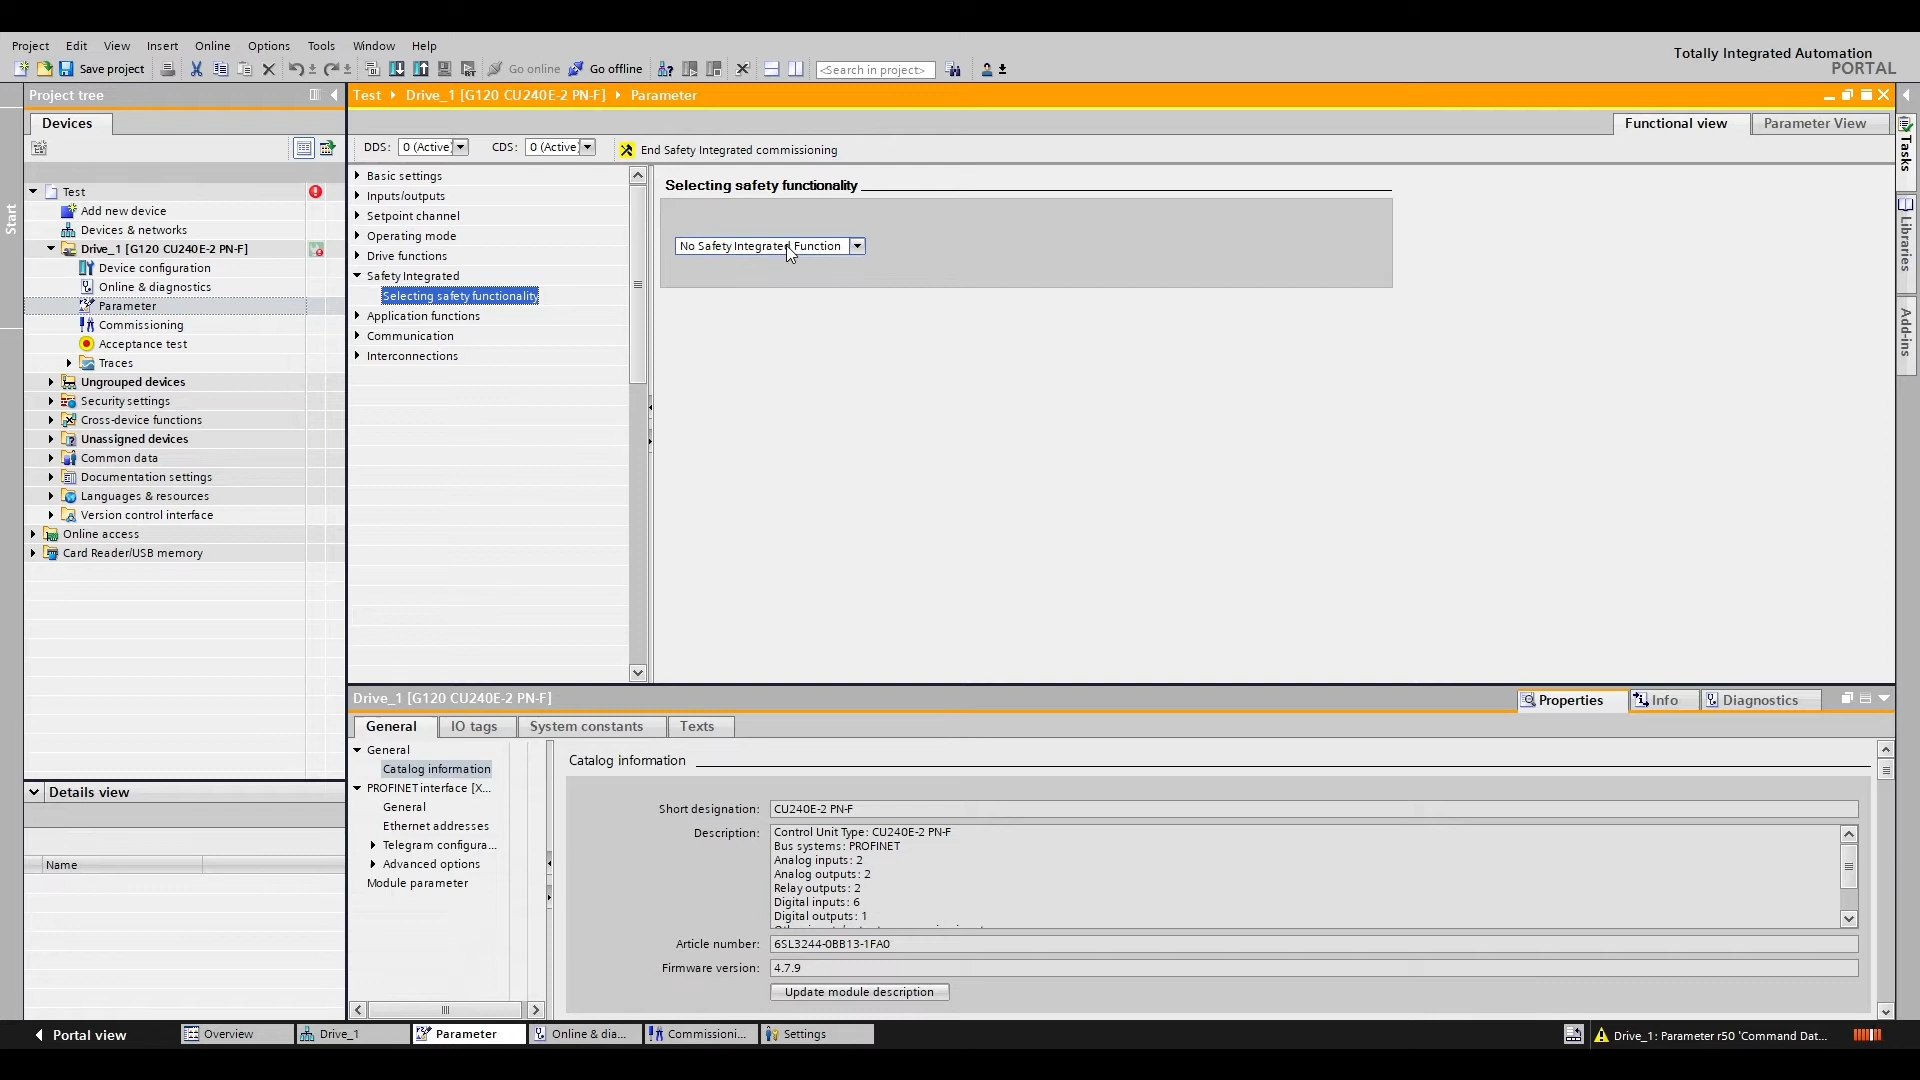 Project Edit View Insert Online Options Tools Window Help
Totally Integrated Automation
PORTAL
Save project Go online Go offline <Search in project>
Project tree
Test Drive_1 [G120 CU240E-2 PN-F] Parameter
Devices
Functional view Parameter View
DDS: 0 (Active CDS: 0 (Active End Safety Integrated commissioning
Start
Test
Add new device
Devices & networks
Drive_1 [G120 CU240E-2 PN-F]
Device configuration
Online & diagnostics
Parameter
Commissioning
Acceptance test
Traces
Ungrouped devices
Security settings
Cross-device functions
Unassigned devices
Common data
Documentation settings
Languages & resources
Version control interface
Online access
Card Reader/USB memory
Basic settings
Inputs/outputs
Setpoint channel
Operating mode
Drive functions
Safety Integrated
Selecting safety functionality
Application functions
Communication
Interconnections
Selecting safety functionality
No Safety Integrated Function
Tasks
Libraries
Add-ins
Details view
Name
Drive_1 [G120 CU240E-2 PN-F]
Properties Info Diagnostics
General IO tags System constants Texts
General
Catalog information
PROFINET interface [X...
General
Ethernet addresses
Telegram configura...
Advanced options
Module parameter
Catalog information
Short designation: CU240E-2 PN-F
Description: Control Unit Type: CU240E-2 PN-F
Bus systems: PROFINET
Analog inputs: 2
Analog outputs: 2
Relay outputs: 2
Digital inputs: 6
Digital outputs: 1
Article number: 6SL3244-0BB13-1FA0
Firmware version: 4.7.9
Update module description
Portal view Overview Drive_1 Parameter Online & dia... Commissioni... Settings Drive_1: Parameter r50 'Command Dat...